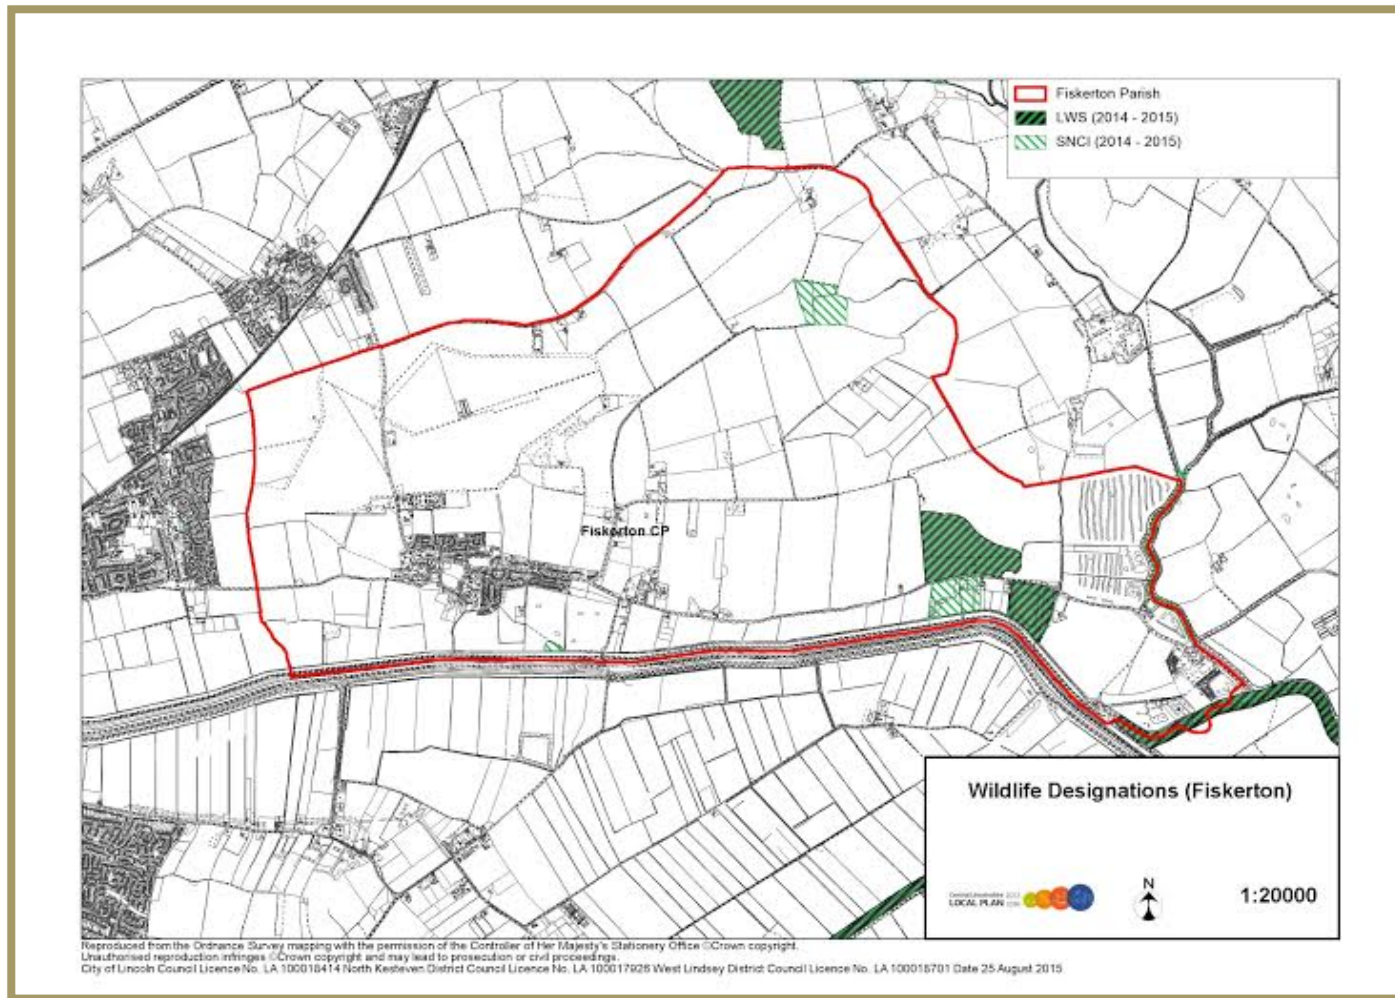 Fiskerton Parish
LWS (2014 - 2015)
SNCI (2014 - 2015)
Fiskerton CP
Wildlife Designations (Fiskerton)
LOCAL PLAN
N
1:20000
Reproduced from the Ordnance Survey mapping with the permission of the Controller of Her Majesty's Stationery Office ©Crown copyright.
Unauthorised reproduction infringes ©Crown copyright and may lead to prosecution or civil proceedings.
City of Lincoln Council Licence No. LA 100018414 North Kesteven District Council Licence No. LA 100017926 West Lindsey District Council Licence No. LA 100018701 Date 25 August 2015